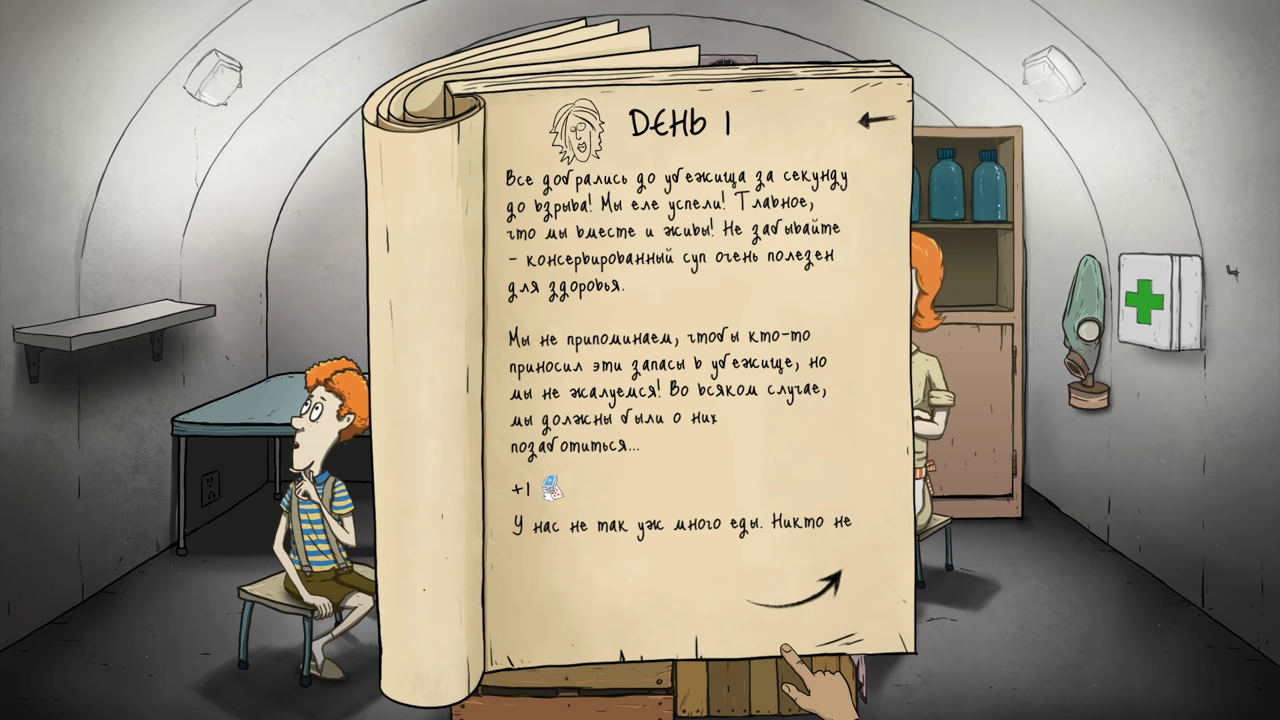 ДЕНЬ 1
Все добрались до убежища за секунду
до взрыва! Мы еле успели! Главное,
что мы вместе и живы! Не забывайте
- консервированный суп очень полезен
для здоровья.
Мы не припоминаем, чтобы кто-то
приносил эти запасы в убежище, но
мы не жалуемся! Во всяком случае,
мы должны были о них
позаботиться...
+1
У нас не так уж много еды. Никто не